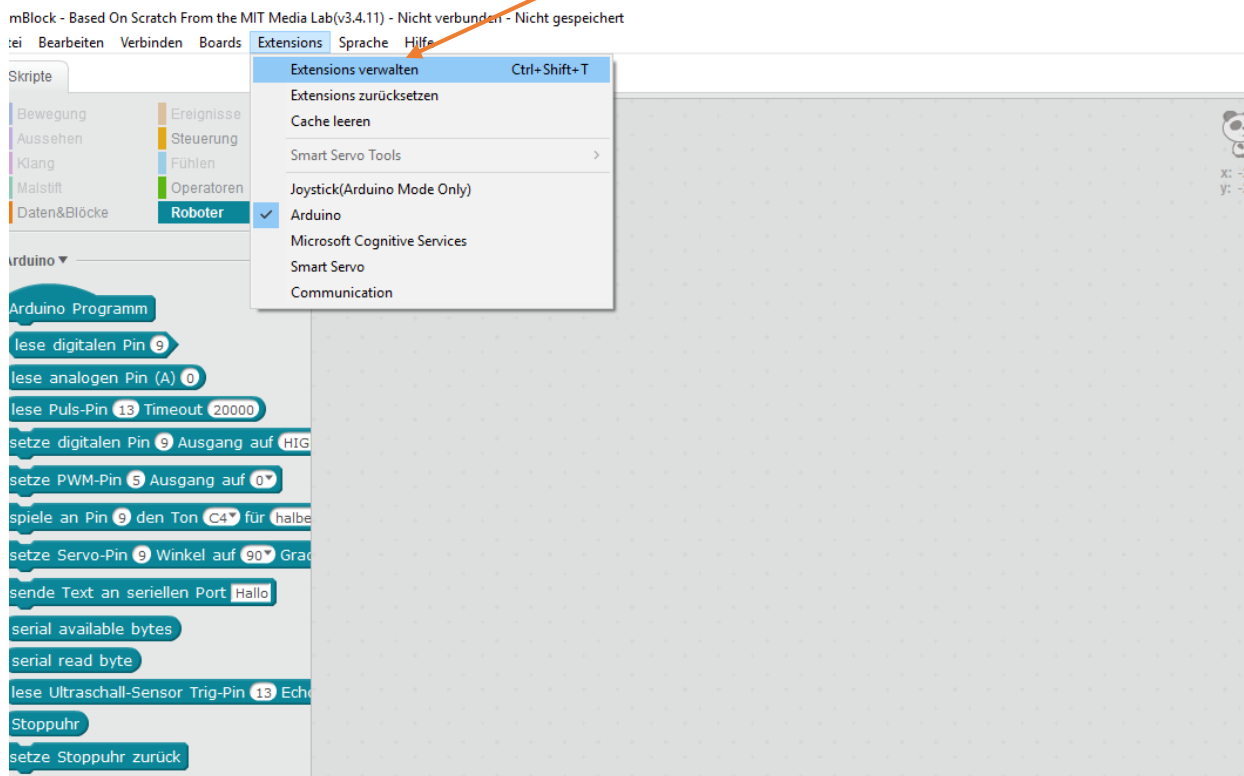 mBlock - Based On Scratch From the MIT Media Lab(v3.4.11) - Nicht verbunden - Nicht gespeichert
tei Bearbeiten Verbinden Boards Extensions Sprache Hilfe
Skripte
Extensions verwalten Ctrl+Shift+T
Extensions zurücksetzen
Cache leeren
Smart Servo Tools
Joystick(Arduino Mode Only)
Arduino
Microsoft Cognitive Services
Smart Servo
Communication
Bewegung Ereignisse
Aussehen Steuerung
Klang Fühlen
Malstift Operatoren
Daten&Blöcke Roboter
Arduino
Arduino Programm
lese digitalen Pin 9
lese analogen Pin (A) 0
lese Puls-Pin 13 Timeout 20000
setze digitalen Pin 9 Ausgang auf HIG
setze PWM-Pin 5 Ausgang auf 0
spiele an Pin 9 den Ton C4 für halbe
setze Servo-Pin 9 Winkel auf 90 Grad
sende Text an seriellen Port Hallo
serial available bytes
serial read byte
lese Ultraschall-Sensor Trig-Pin 13 Echo
Stoppuhr
setze Stoppuhr zurück
x: -
y: -